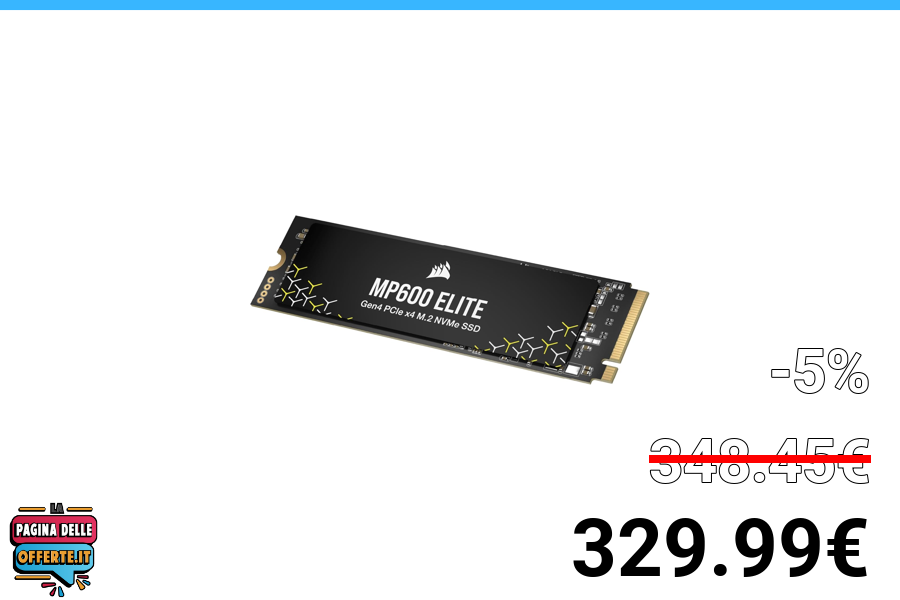 MP600 ELITE
Gen4 PCIe x4 M.2 NVMe SSD
-5%
348.45€
329.99€
LA
PAGINA DELLE
OFFERTE.IT